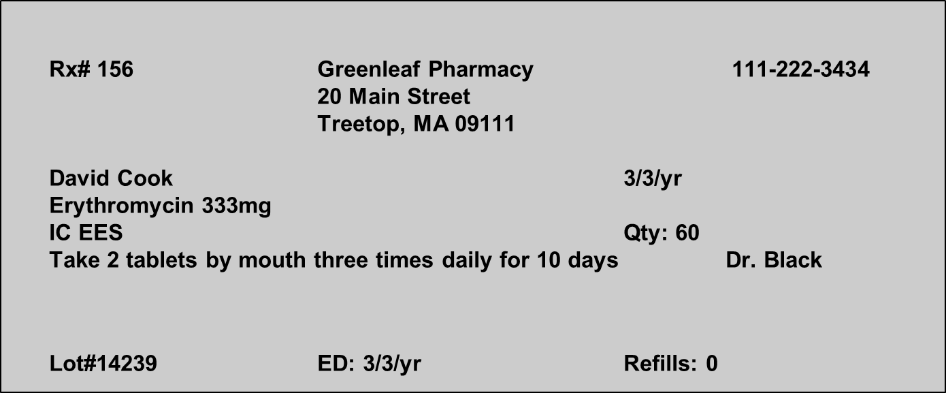 Rx# 156 Greenleaf Pharmacy 111-222-3434
20 Main Street
Treetop, MA 09111
David Cook 3/3/yr
Erythromycin 333mg
IC EES Qty: 60
Take 2 tablets by mouth three times daily for 10 days Dr. Black
Lot#14239 ED: 3/3/yr Refills: 0